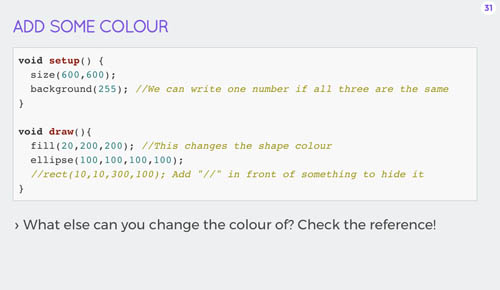 31
ADD SOME COLOUR
void setup() {
  size(600,600);
  background(255); //We can write one number if all three are the same
}
void draw(){
  fill(20,200,200); //This changes the shape colour
  ellipse(100,100,100,100);
  //rect(10,10,300,100); Add "//" in front of something to hide it
}
› What else can you change the colour of? Check the reference!